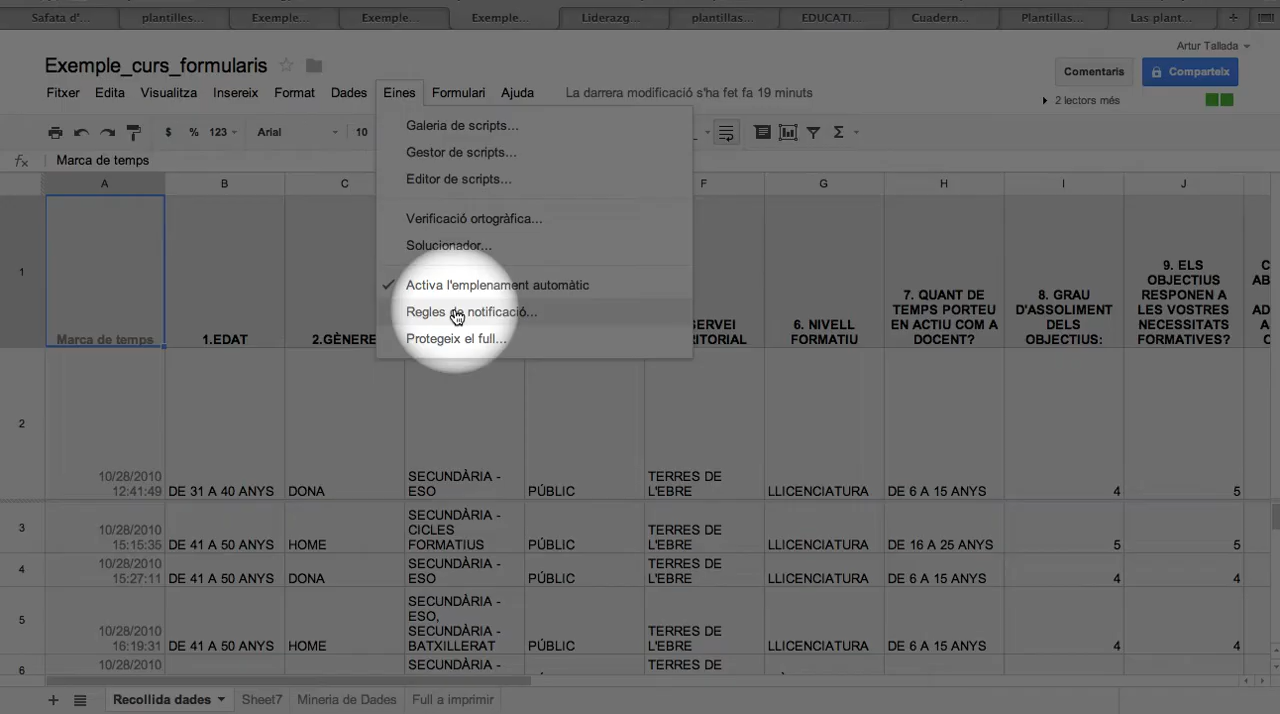 Safata d'... plantilles... Exemple... Exemple... Exemple... Lideratg... plantillas... EDUCATI... Cuadern... Plantillas... Las plant...
Artur Tallada
Exemple_curs_formularis
Comentaris Comparteix
Fitxer Edita Visualitza Insereix Format Dades Eines Formulari Ajuda La darrera modificació s'ha fet fa 19 minuts
2 lectors més
$ % 123 Arial 10
Galeria de scripts...
Gestor de scripts...
Editor de scripts...
Verificació ortogràfica...
Solucionador...
Activa l'emplenament automàtic
Regles de notificació...
Protegeix el full...
fx Marca de temps
A B C F G H I J
1
Marca de temps
1.EDAT
2.GÈNERE
SERVEI
RITORIAL
6. NIVELL
FORMATIU
7. QUANT DE
TEMPS PORTEU
EN ACTIU COM A
DOCENT?
8. GRAU
D'ASSOLIMENT
DELS
OBJECTIUS:
9. ELS
OBJECTIUS
RESPONEN A
LES VOSTRES
NECESSITATS
FORMATIVES?
2
10/28/2010
12:41:49
DE 31 A 40 ANYS
DONA
SECUNDÀRIA -
ESO
PÚBLIC
TERRES DE
L'EBRE
LLICENCIATURA
DE 6 A 15 ANYS
4
5
3
10/28/2010
15:15:35
DE 41 A 50 ANYS
HOME
SECUNDÀRIA -
CICLES
FORMATIUS
PÚBLIC
TERRES DE
L'EBRE
LLICENCIATURA
DE 16 A 25 ANYS
5
5
4
10/28/2010
15:27:11
DE 41 A 50 ANYS
DONA
SECUNDÀRIA -
ESO
PÚBLIC
TERRES DE
L'EBRE
LLICENCIATURA
DE 6 A 15 ANYS
4
4
5
10/28/2010
16:19:31
DE 41 A 50 ANYS
HOME
SECUNDÀRIA -
ESO,
SECUNDÀRIA -
BATXILLERAT
PÚBLIC
TERRES DE
L'EBRE
LLICENCIATURA
DE 6 A 15 ANYS
4
4
6
10/28/2010
SECUNDÀRIA -
TERRES DE
Recollida dades Sheet7 Mineria de Dades Full a imprimir